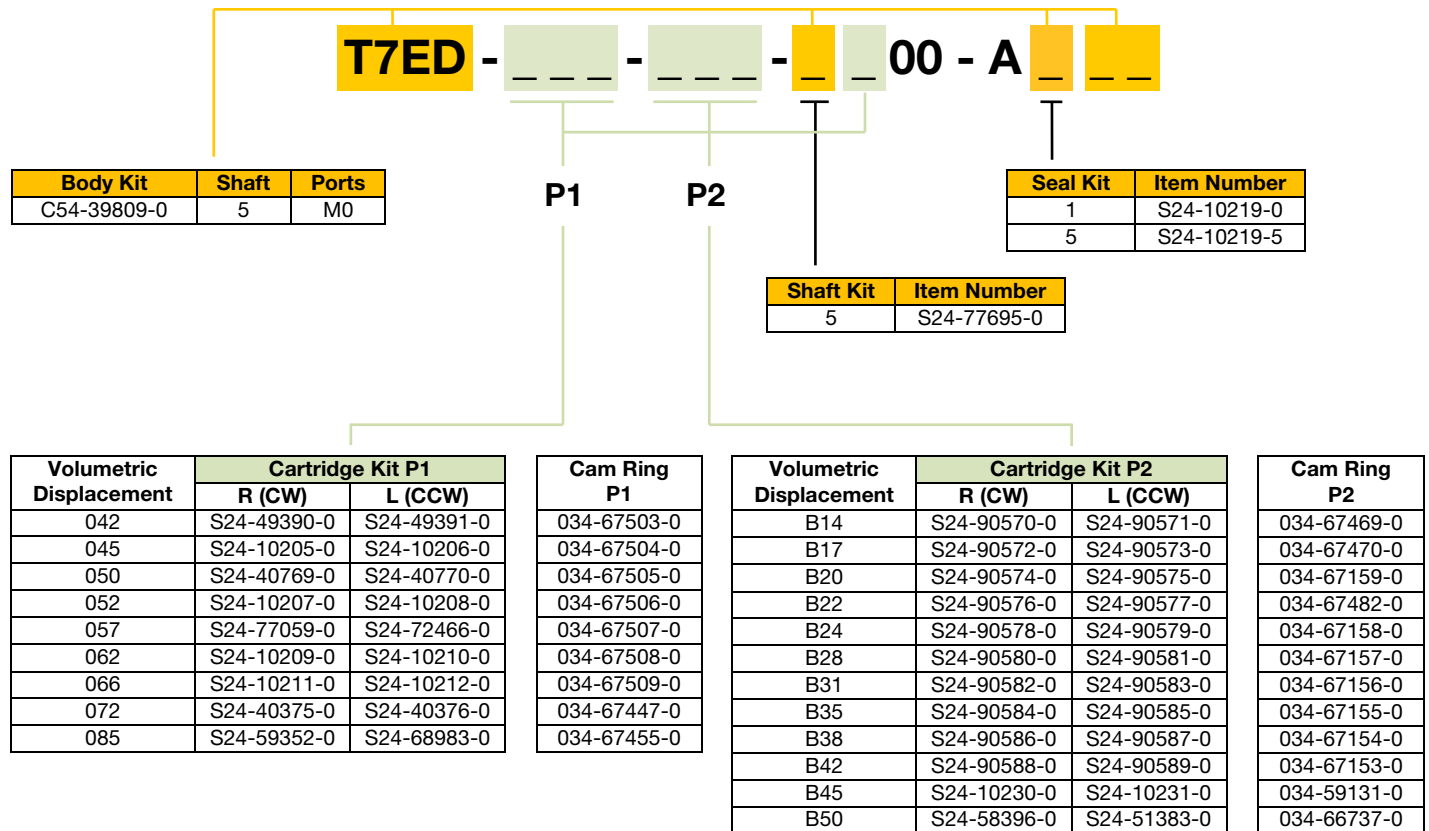 T7ED - _ _ _ - _ _ _ - _ _ 00 - A _ _ _
Body Kit Shaft Ports
C54-39809-0 5 M0
P1 P2
Seal Kit Item Number
1 S24-10219-0
5 S24-10219-5
Shaft Kit Item Number
5 S24-77695-0
Volumetric Displacement Cartridge Kit P1
R (CW) L (CCW)
042 S24-49390-0 S24-49391-0
045 S24-10205-0 S24-10206-0
050 S24-40769-0 S24-40770-0
052 S24-10207-0 S24-10208-0
057 S24-77059-0 S24-72466-0
062 S24-10209-0 S24-10210-0
066 S24-10211-0 S24-10212-0
072 S24-40375-0 S24-40376-0
085 S24-59352-0 S24-68983-0
Cam Ring
P1
034-67503-0
034-67504-0
034-67505-0
034-67506-0
034-67507-0
034-67508-0
034-67509-0
034-67447-0
034-67455-0
Volumetric Displacement Cartridge Kit P2
R (CW) L (CCW)
B14 S24-90570-0 S24-90571-0
B17 S24-90572-0 S24-90573-0
B20 S24-90574-0 S24-90575-0
B22 S24-90576-0 S24-90577-0
B24 S24-90578-0 S24-90579-0
B28 S24-90580-0 S24-90581-0
B31 S24-90582-0 S24-90583-0
B35 S24-90584-0 S24-90585-0
B38 S24-90586-0 S24-90587-0
B42 S24-90588-0 S24-90589-0
B45 S24-10230-0 S24-10231-0
B50 S24-58396-0 S24-51383-0
Cam Ring
P2
034-67469-0
034-67470-0
034-67159-0
034-67482-0
034-67158-0
034-67157-0
034-67156-0
034-67155-0
034-67154-0
034-67153-0
034-59131-0
034-66737-0